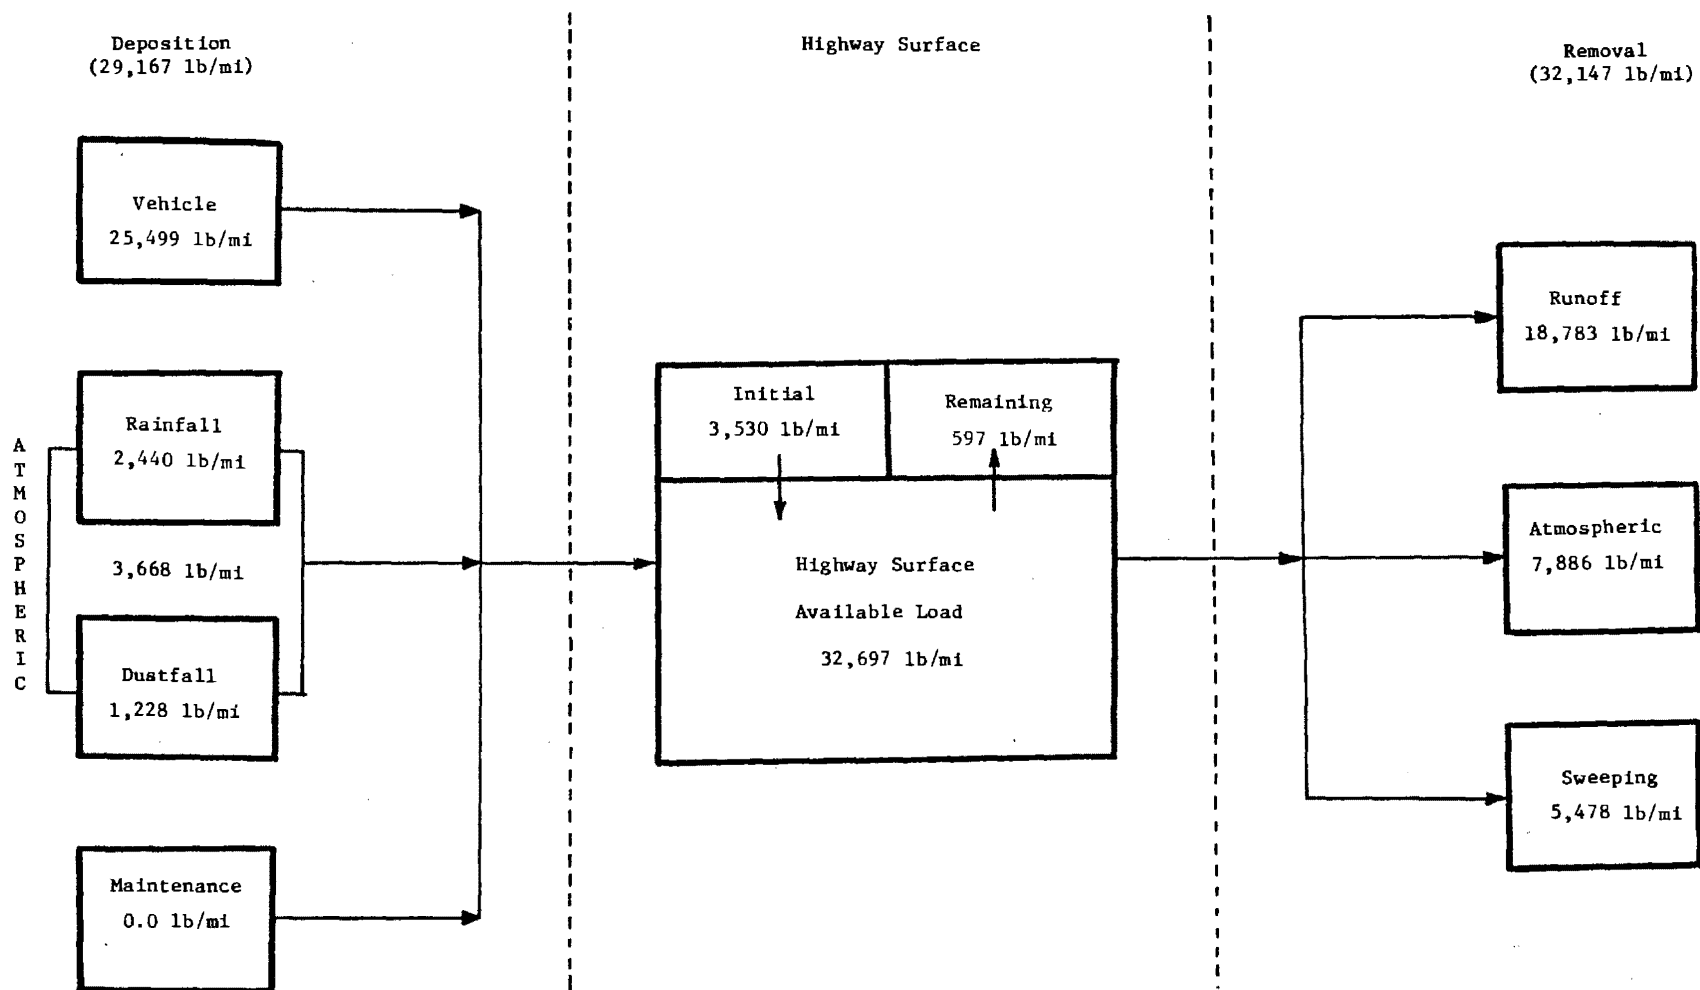 Deposition
(29,167 lb/mi)
Vehicle
25,499 lb/mi
ATMOSPHERIC
Rainfall
2,440 lb/mi
3,668 lb/mi
Dustfall
1,228 lb/mi
Maintenance
0.0 lb/mi
Highway Surface
Initial
3,530 lb/mi
Remaining
597 lb/mi
Highway Surface
Available Load
32,697 lb/mi
Removal
(32,147 lb/mi)
Runoff
18,783 lb/mi
Atmospheric
7,886 lb/mi
Sweeping
5,478 lb/mi